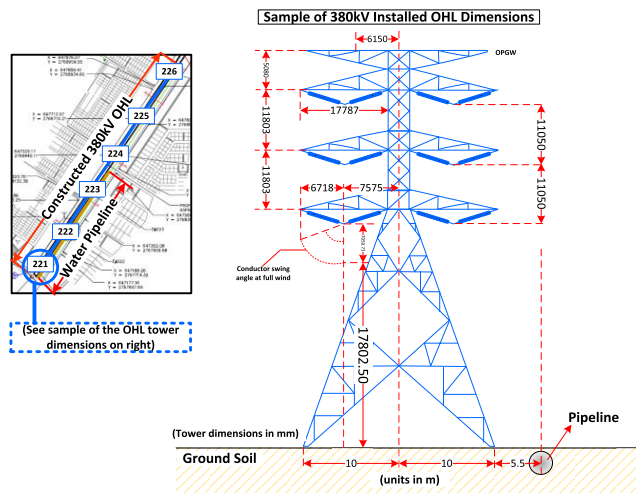 Sample of 380kV Installed OHL Dimensions
6150
OPGW
5080
11803
17787
11050
11803
11050
6718
7575
Conductor swing
angle at full wind
17802.50
(Tower dimensions in mm)
Ground Soil
10
10
5.5
(units in m)
Pipeline
226
225
224
223
222
221
Constructed 380kV OHL
Water Pipeline
(See sample of the OHL tower
dimensions on right)